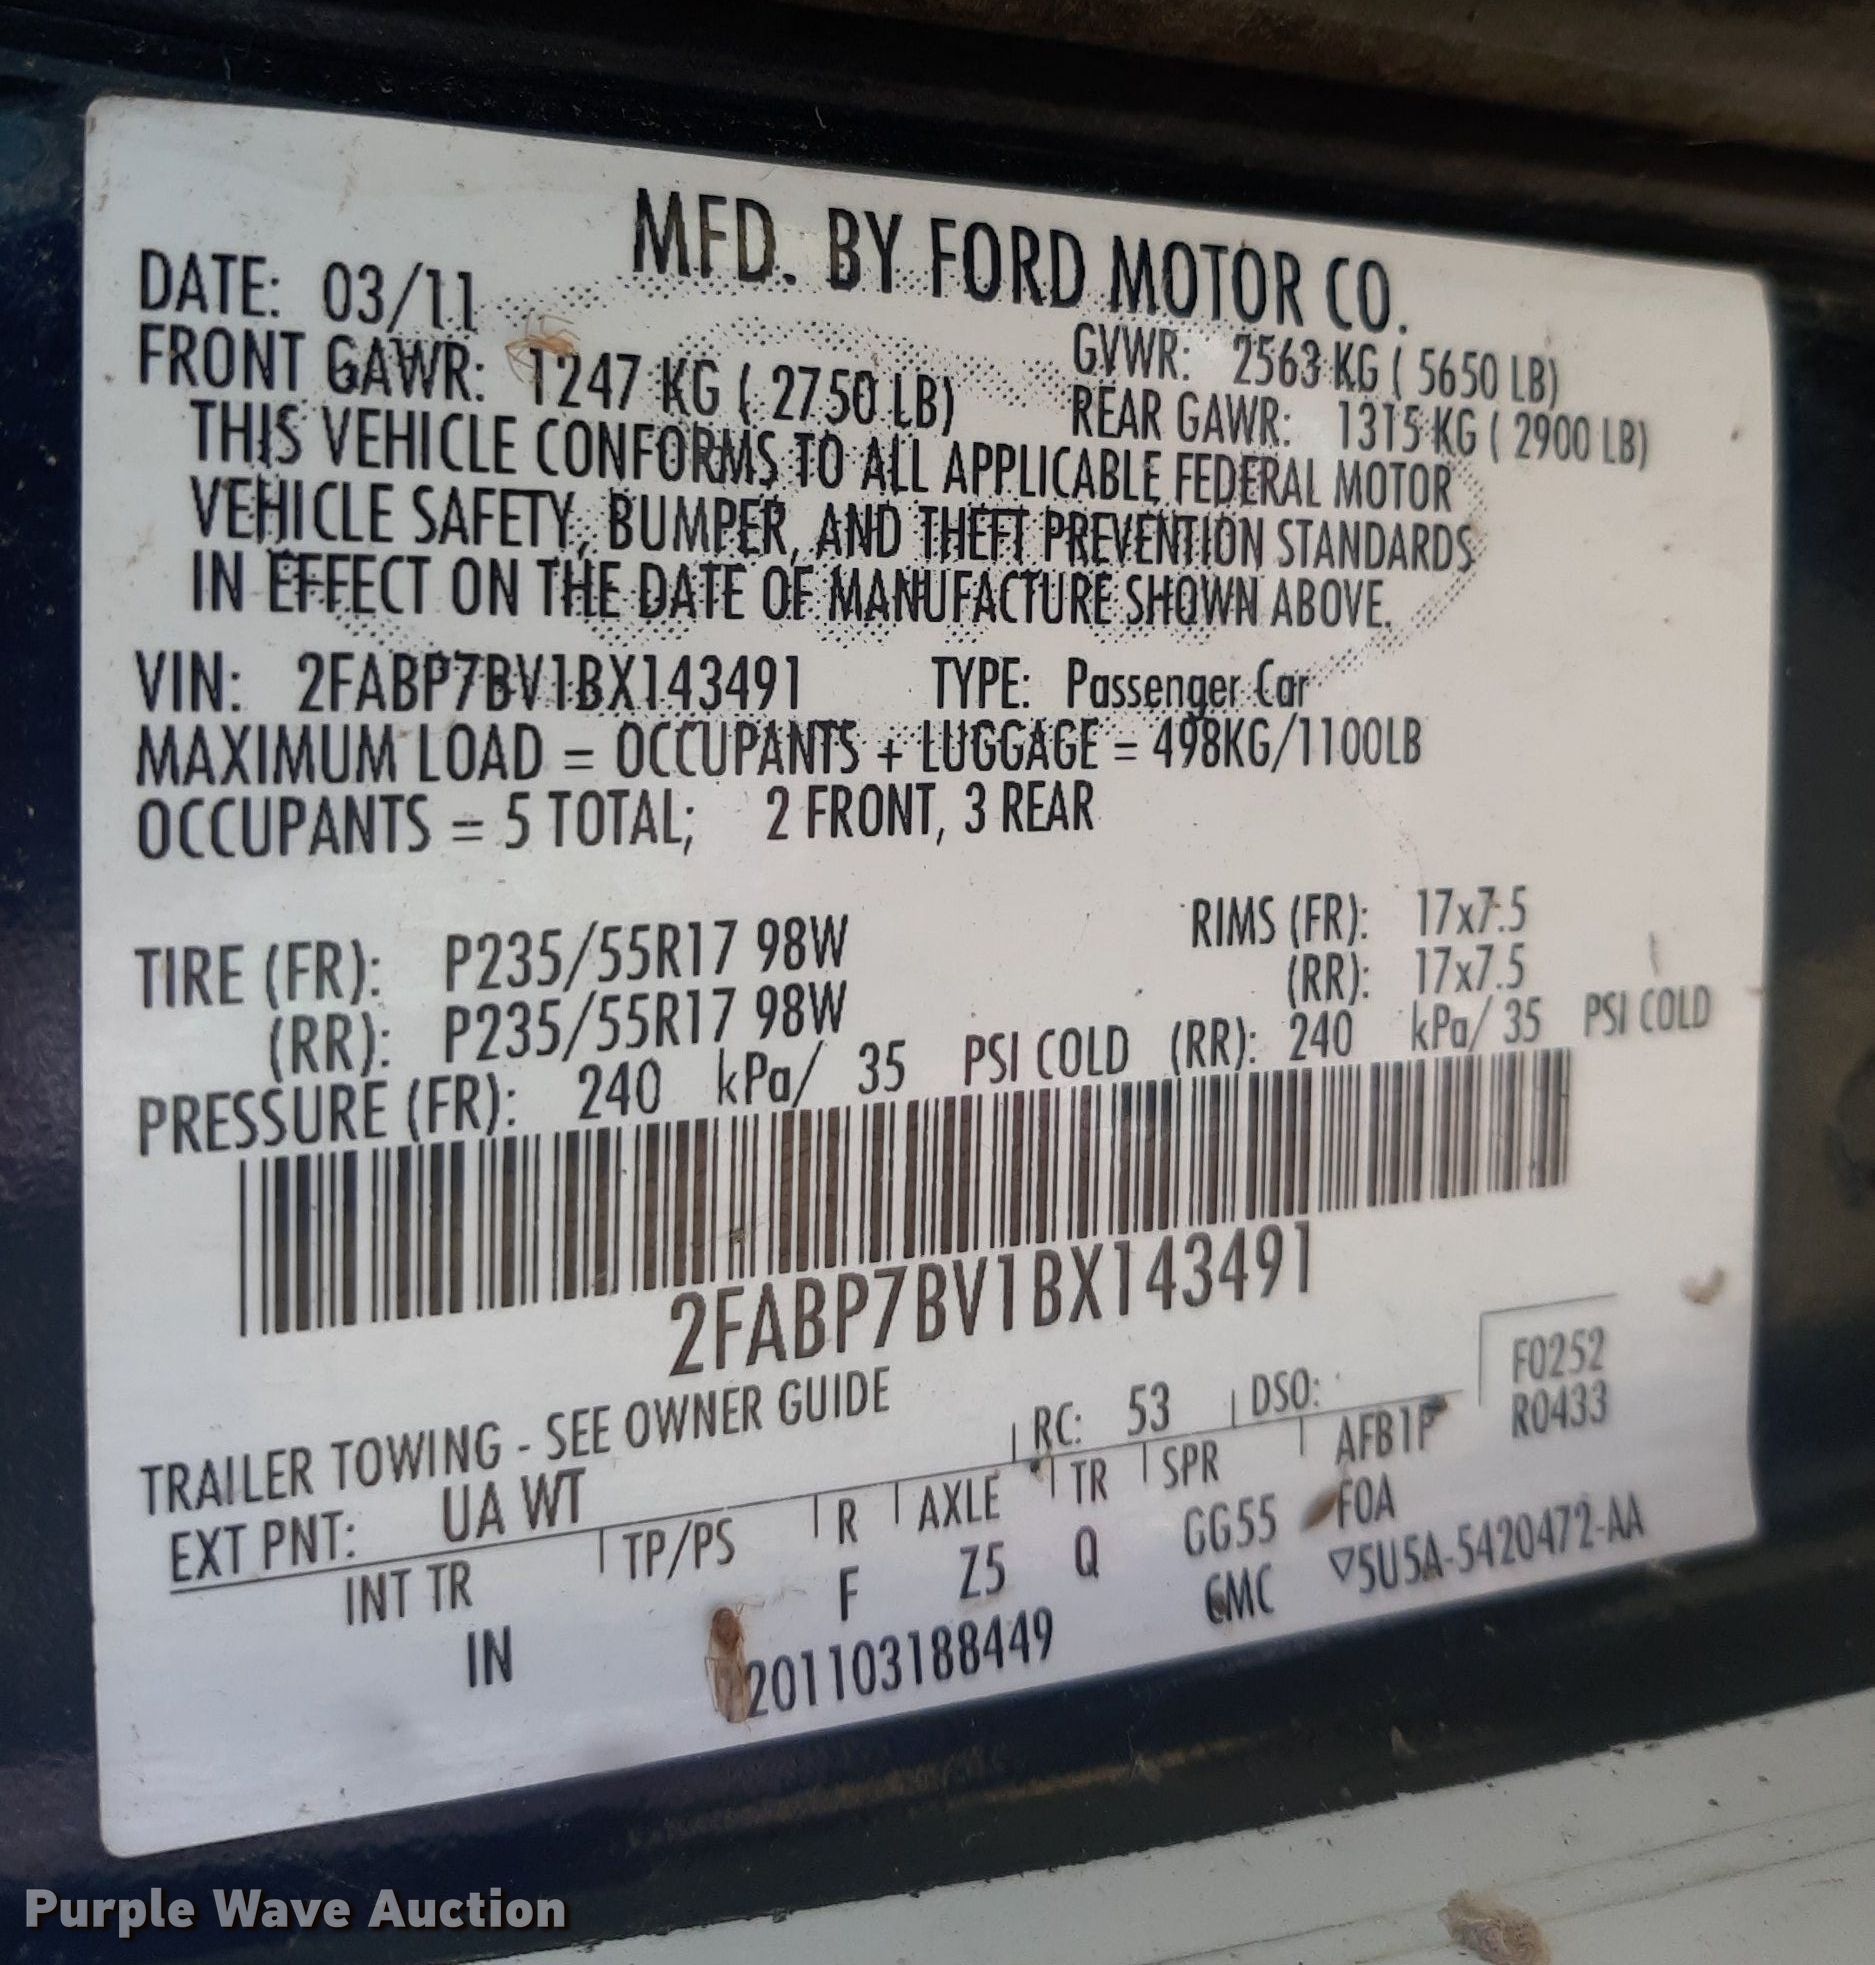 MFD. BY FORD MOTOR CO.
DATE: 03/11
GVWR: 2563 KG ( 5650 LB)
FRONT GAWR: 1247 KG ( 2750 LB)
REAR GAWR: 1315 KG ( 2900 LB)
THIS VEHICLE CONFORMS TO ALL APPLICABLE FEDERAL MOTOR
VEHICLE SAFETY, BUMPER, AND THEFT PREVENTION STANDARDS
IN EFFECT ON THE DATE OF MANUFACTURE SHOWN ABOVE.
VIN: 2FABP7BV1BX143491 TYPE: Passenger Car
MAXIMUM LOAD = OCCUPANTS + LUGGAGE = 498KG/1100LB
OCCUPANTS = 5 TOTAL; 2 FRONT, 3 REAR
TIRE (FR): P235/55R17 98W RIMS (FR): 17x7.5
(RR): P235/55R17 98W (RR): 17x7.5
PRESSURE (FR): 240 kPa/ 35 PSI COLD (RR): 240 kPa/ 35 PSI COLD
2FABP7BV1BX143491
TRAILER TOWING - SEE OWNER GUIDE
F0252
R0433
EXT PNT: UA WT RC: 53 DSO:
INT TR TP/PS R AXLE TR SPR AFB1P
IN F Z5 Q GG55 FOA
201103188449 GMC ▽5U5A-5420472-AA
Purple Wave Auction